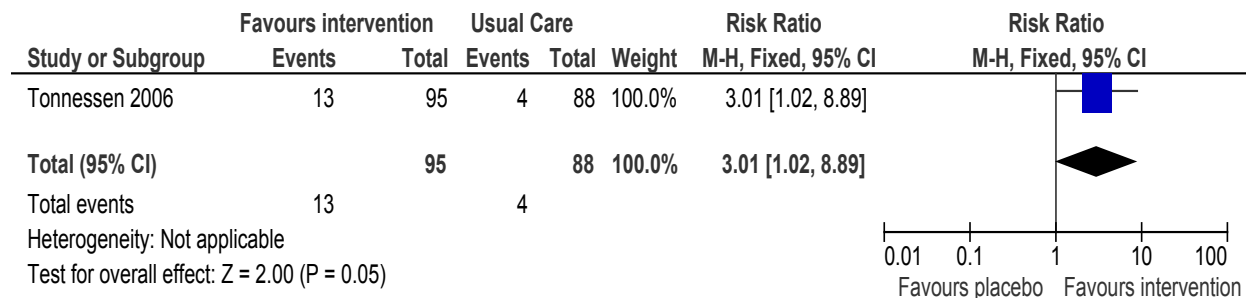 Favours intervention Usual Care Risk Ratio Risk Ratio
Study or Subgroup Events Total Events Total Weight M-H, Fixed, 95% CI M-H, Fixed, 95% CI
Tonnessen 2006 13 95 4 88 100.0% 3.01 [1.02, 8.89]
Total (95% CI) 95 88 100.0% 3.01 [1.02, 8.89]
Total events 13 4
Heterogeneity: Not applicable
Test for overall effect: Z = 2.00 (P = 0.05)
0.01 0.1 1 10 100
Favours placebo Favours intervention